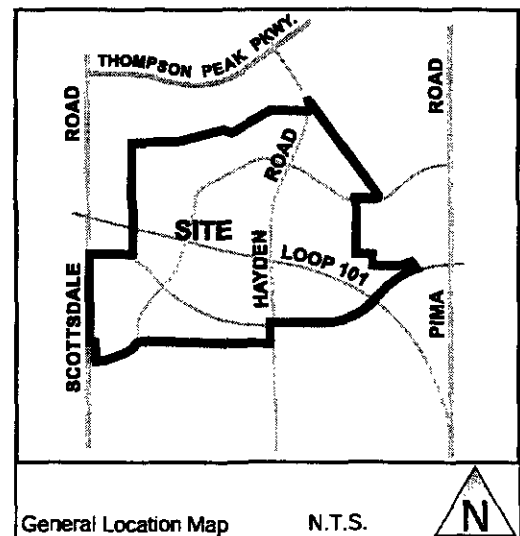 THOMPSON PEAK PKWY.
ROAD
ROAD
ROAD
SITE
LOOP 101
HAYDEN
SCOTTSDALE
PIMA
General Location Map
N.T.S.
N